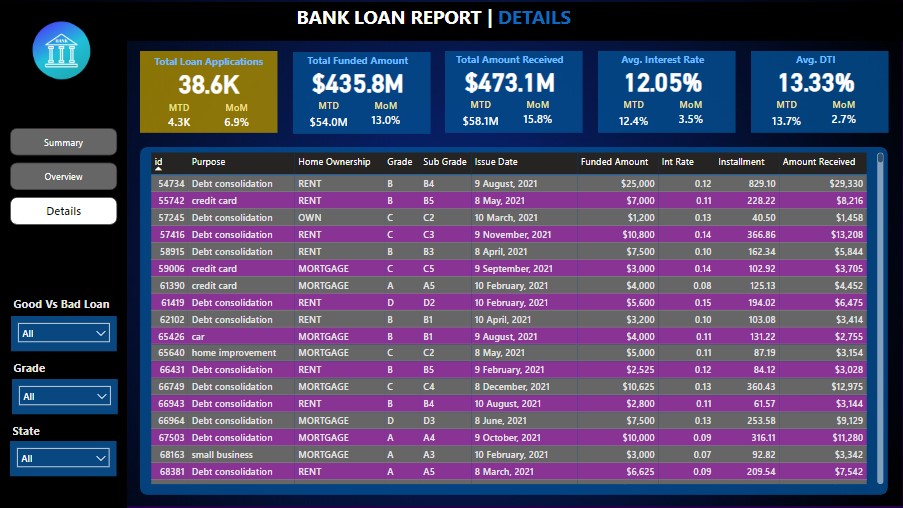 BANK LOAN REPORT | DETAILS
Total Loan Applications
38.6K
MTD MoM
4.3K 6.9%
Total Funded Amount
$435.8M
MTD MoM
$54.0M 13.0%
Total Amount Received
$473.1M
MTD MoM
$58.1M 15.8%
Avg. Interest Rate
12.05%
MTD MoM
12.4% 3.5%
Avg. DTI
13.33%
MTD MoM
13.7% 2.7%
Summary
Overview
Details
Good Vs Bad Loan
All
Grade
All
State
All
id Purpose Home Ownership Grade Sub Grade Issue Date Funded Amount Int Rate Installment Amount Received
54734 Debt consolidation RENT B B4 9 August, 2021 $25,000 0.12 829.10 $29,330
55742 credit card RENT B B5 8 May, 2021 $7,000 0.11 228.22 $8,216
57245 Debt consolidation OWN C C2 10 March, 2021 $1,200 0.13 40.50 $1,458
57416 Debt consolidation RENT C C3 9 November, 2021 $10,800 0.14 366.86 $13,208
58915 Debt consolidation RENT B B3 8 April, 2021 $7,500 0.10 162.34 $5,844
59006 credit card MORTGAGE C C5 9 September, 2021 $3,000 0.14 102.92 $3,705
61390 credit card MORTGAGE A A5 10 February, 2021 $4,000 0.08 125.13 $4,452
61419 Debt consolidation RENT D D2 10 February, 2021 $5,600 0.15 194.02 $6,475
62102 Debt consolidation RENT B B1 10 April, 2021 $3,200 0.10 103.08 $3,414
65426 car MORTGAGE B B1 9 August, 2021 $4,000 0.11 131.22 $2,755
65640 home improvement MORTGAGE C C2 8 May, 2021 $5,000 0.11 87.19 $3,154
66431 Debt consolidation RENT B B5 9 February, 2021 $2,525 0.12 84.12 $3,028
66749 Debt consolidation MORTGAGE C C4 8 December, 2021 $10,625 0.13 360.43 $12,975
66943 Debt consolidation RENT B B4 10 August, 2021 $2,800 0.11 61.57 $3,144
66964 Debt consolidation MORTGAGE D D3 8 June, 2021 $7,500 0.13 253.58 $9,129
67503 Debt consolidation MORTGAGE A A4 9 October, 2021 $10,000 0.09 316.11 $11,280
68163 small business MORTGAGE A A3 10 February, 2021 $3,000 0.07 92.82 $3,342
68381 Debt consolidation RENT A A5 8 March, 2021 $6,625 0.09 209.54 $7,542